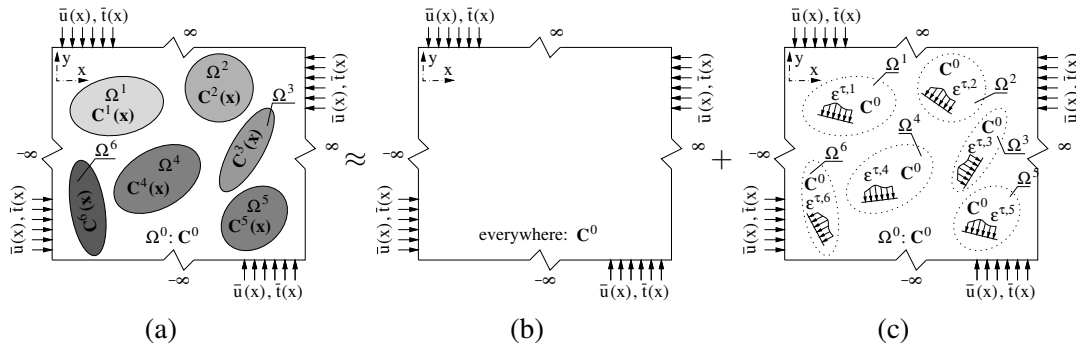 ū(x), t̄(x)
∞
y
x
Ω¹
C¹(x)
Ω²
C²(x)
Ω³
C³(x)
ū(x), t̄(x)
-∞
∞
Ω⁶
C⁶(x)
Ω⁴
C⁴(x)
Ω⁵
C⁵(x)
ū(x), t̄(x)
Ω⁰: C⁰
-∞
ū(x), t̄(x)
(a)
≈
ū(x), t̄(x)
∞
y
x
ū(x), t̄(x)
-∞
∞
ū(x), t̄(x)
everywhere: C⁰
-∞
ū(x), t̄(x)
(b)
+
ū(x), t̄(x)
∞
y
x
Ω¹
ε^τ,1 C⁰
C⁰
ε^τ,2
Ω²
ū(x), t̄(x)
-∞
∞
C⁰
ε^τ,3
Ω³
Ω⁴
ε^τ,4 C⁰
Ω⁶
C⁰
ε^τ,6
Ω⁵
C⁰ ε^τ,5
ū(x), t̄(x)
Ω⁰: C⁰
-∞
ū(x), t̄(x)
(c)